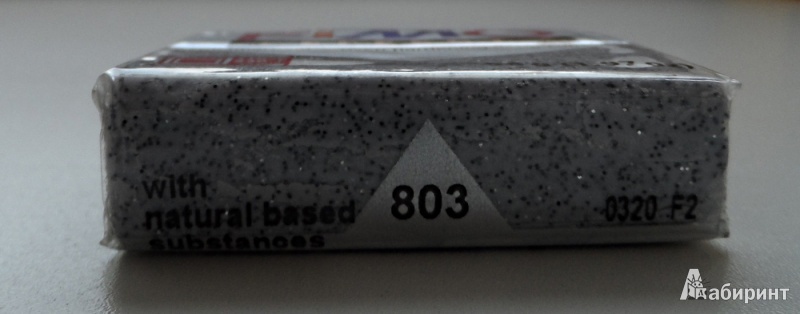 with
natural based
substances
803
0320 F2
Лабиринт